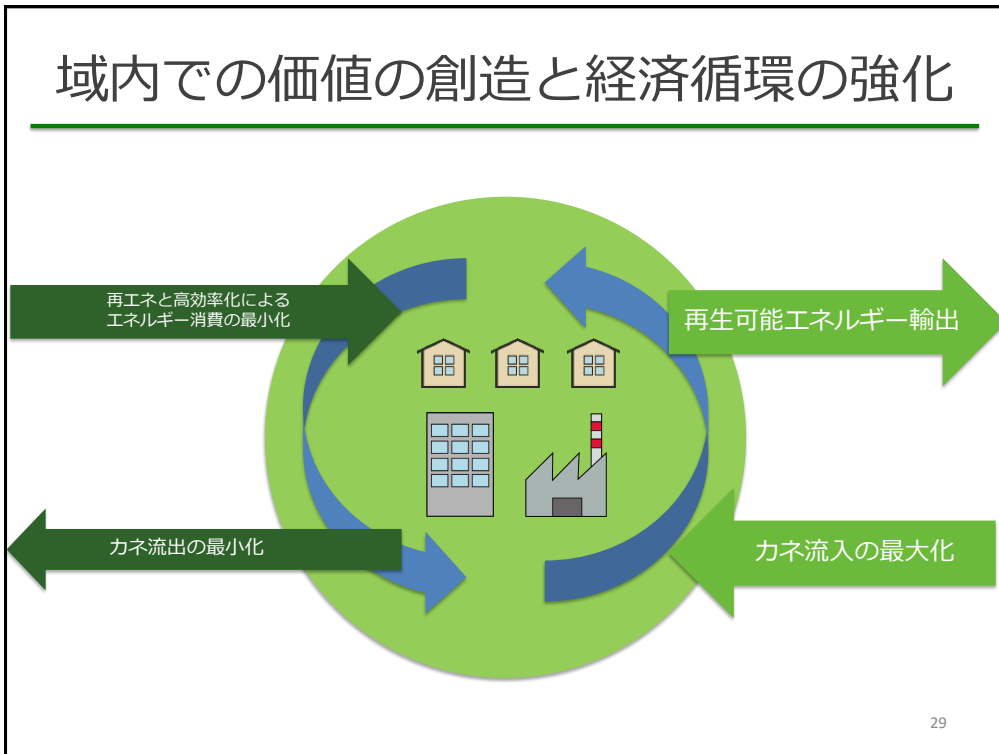 域内での価値の創造と経済循環の強化
再エネと高効率化による
エネルギー消費の最小化
再生可能エネルギー輸出
カネ流出の最小化
カネ流入の最大化
29